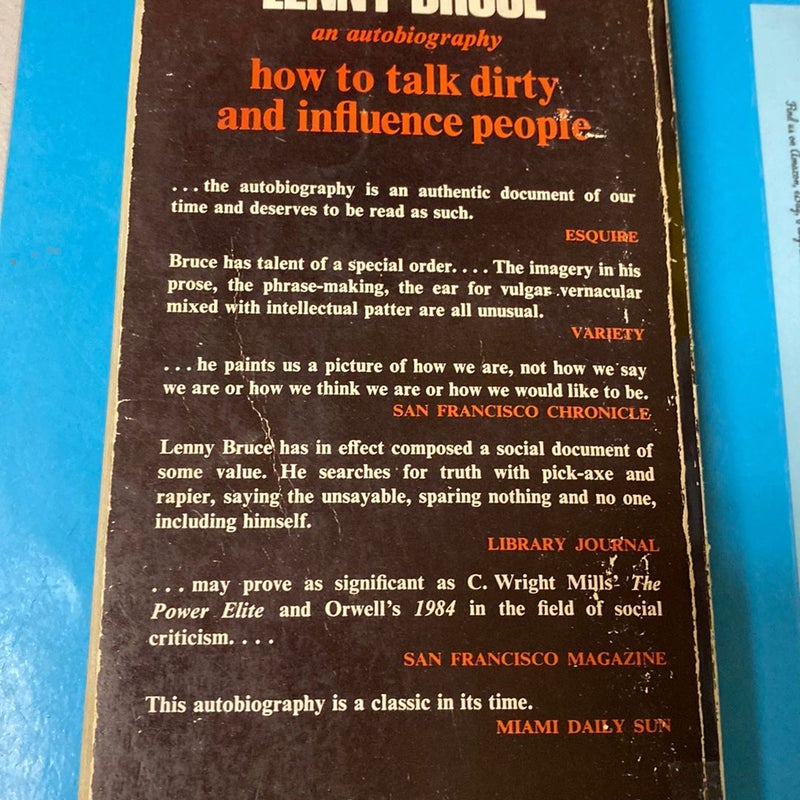 LENNY BRUCE
an autobiography
how to talk dirty
and influence people
. . . the autobiography is an authentic document of our
time and deserves to be read as such.
ESQUIRE
Bruce has talent of a special order. . . . The imagery in his
prose, the phrase-making, the ear for vulgar vernacular
mixed with intellectual patter are all unusual.
VARIETY
. . . he paints us a picture of how we are, not how we say
we are or how we think we are or how we would like to be.
SAN FRANCISCO CHRONICLE
Lenny Bruce has in effect composed a social document of
some value. He searches for truth with pick-axe and
rapier, saying the unsayable, sparing nothing and no one,
including himself.
LIBRARY JOURNAL
. . . may prove as significant as C. Wright Mills' The
Power Elite and Orwell's 1984 in the field of social
criticism. . . .
SAN FRANCISCO MAGAZINE
This autobiography is a classic in its time.
MIAMI DAILY SUN
Find us on Amazon,